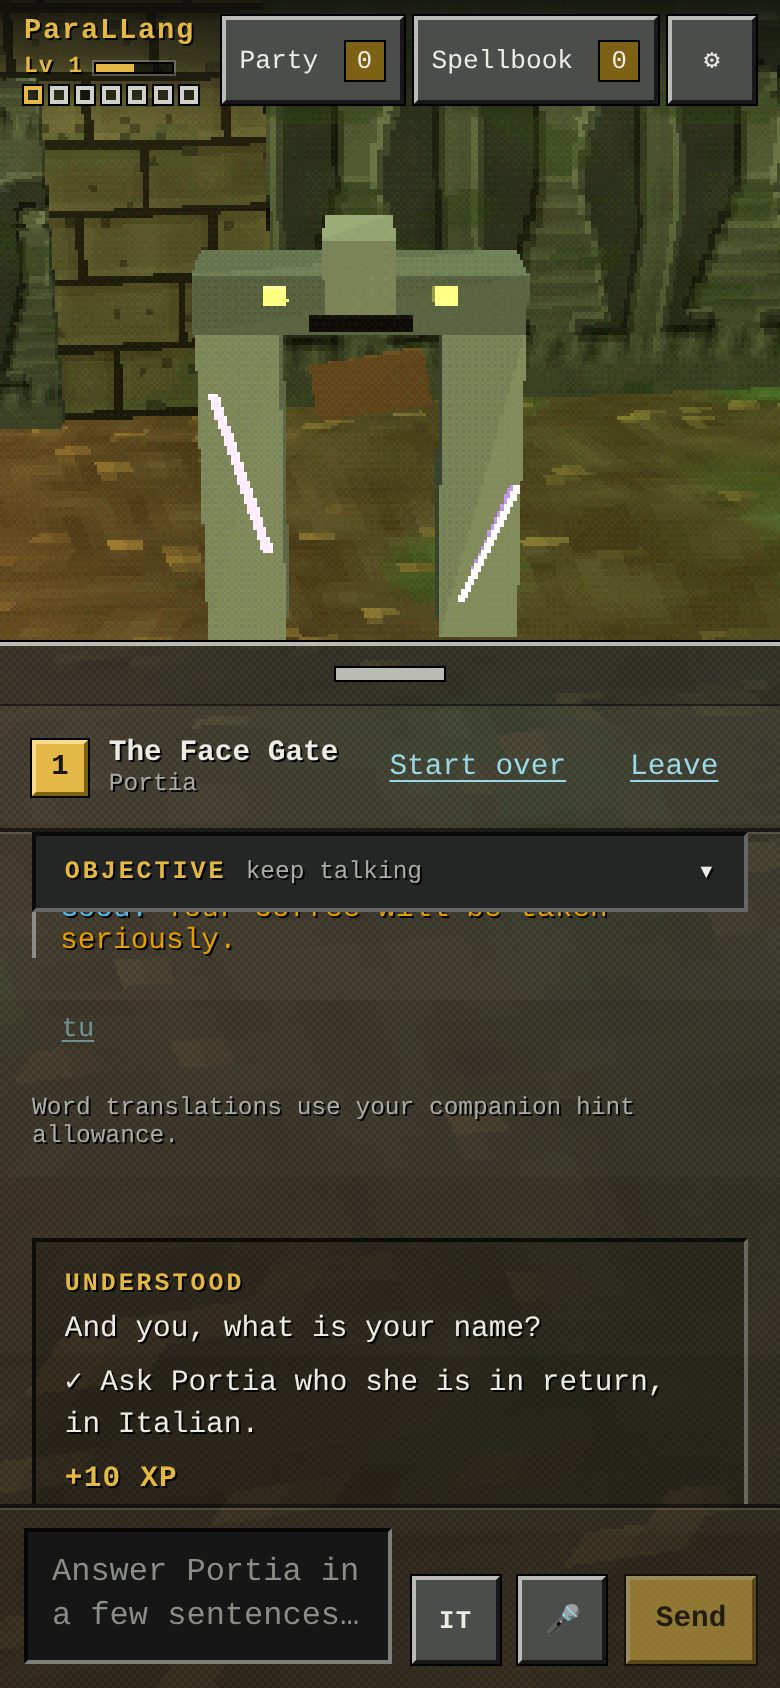 ParaLLang
Lv 1
Party 0
Spellbook 0
1
The Face Gate
Portia
Start over
Leave
OBJECTIVE keep talking
seriously.
tu
Word translations use your companion hint
allowance.
UNDERSTOOD
And you, what is your name?
✓ Ask Portia who she is in return,
in Italian.
+10 XP
Answer Portia in
a few sentences…
IT
Send